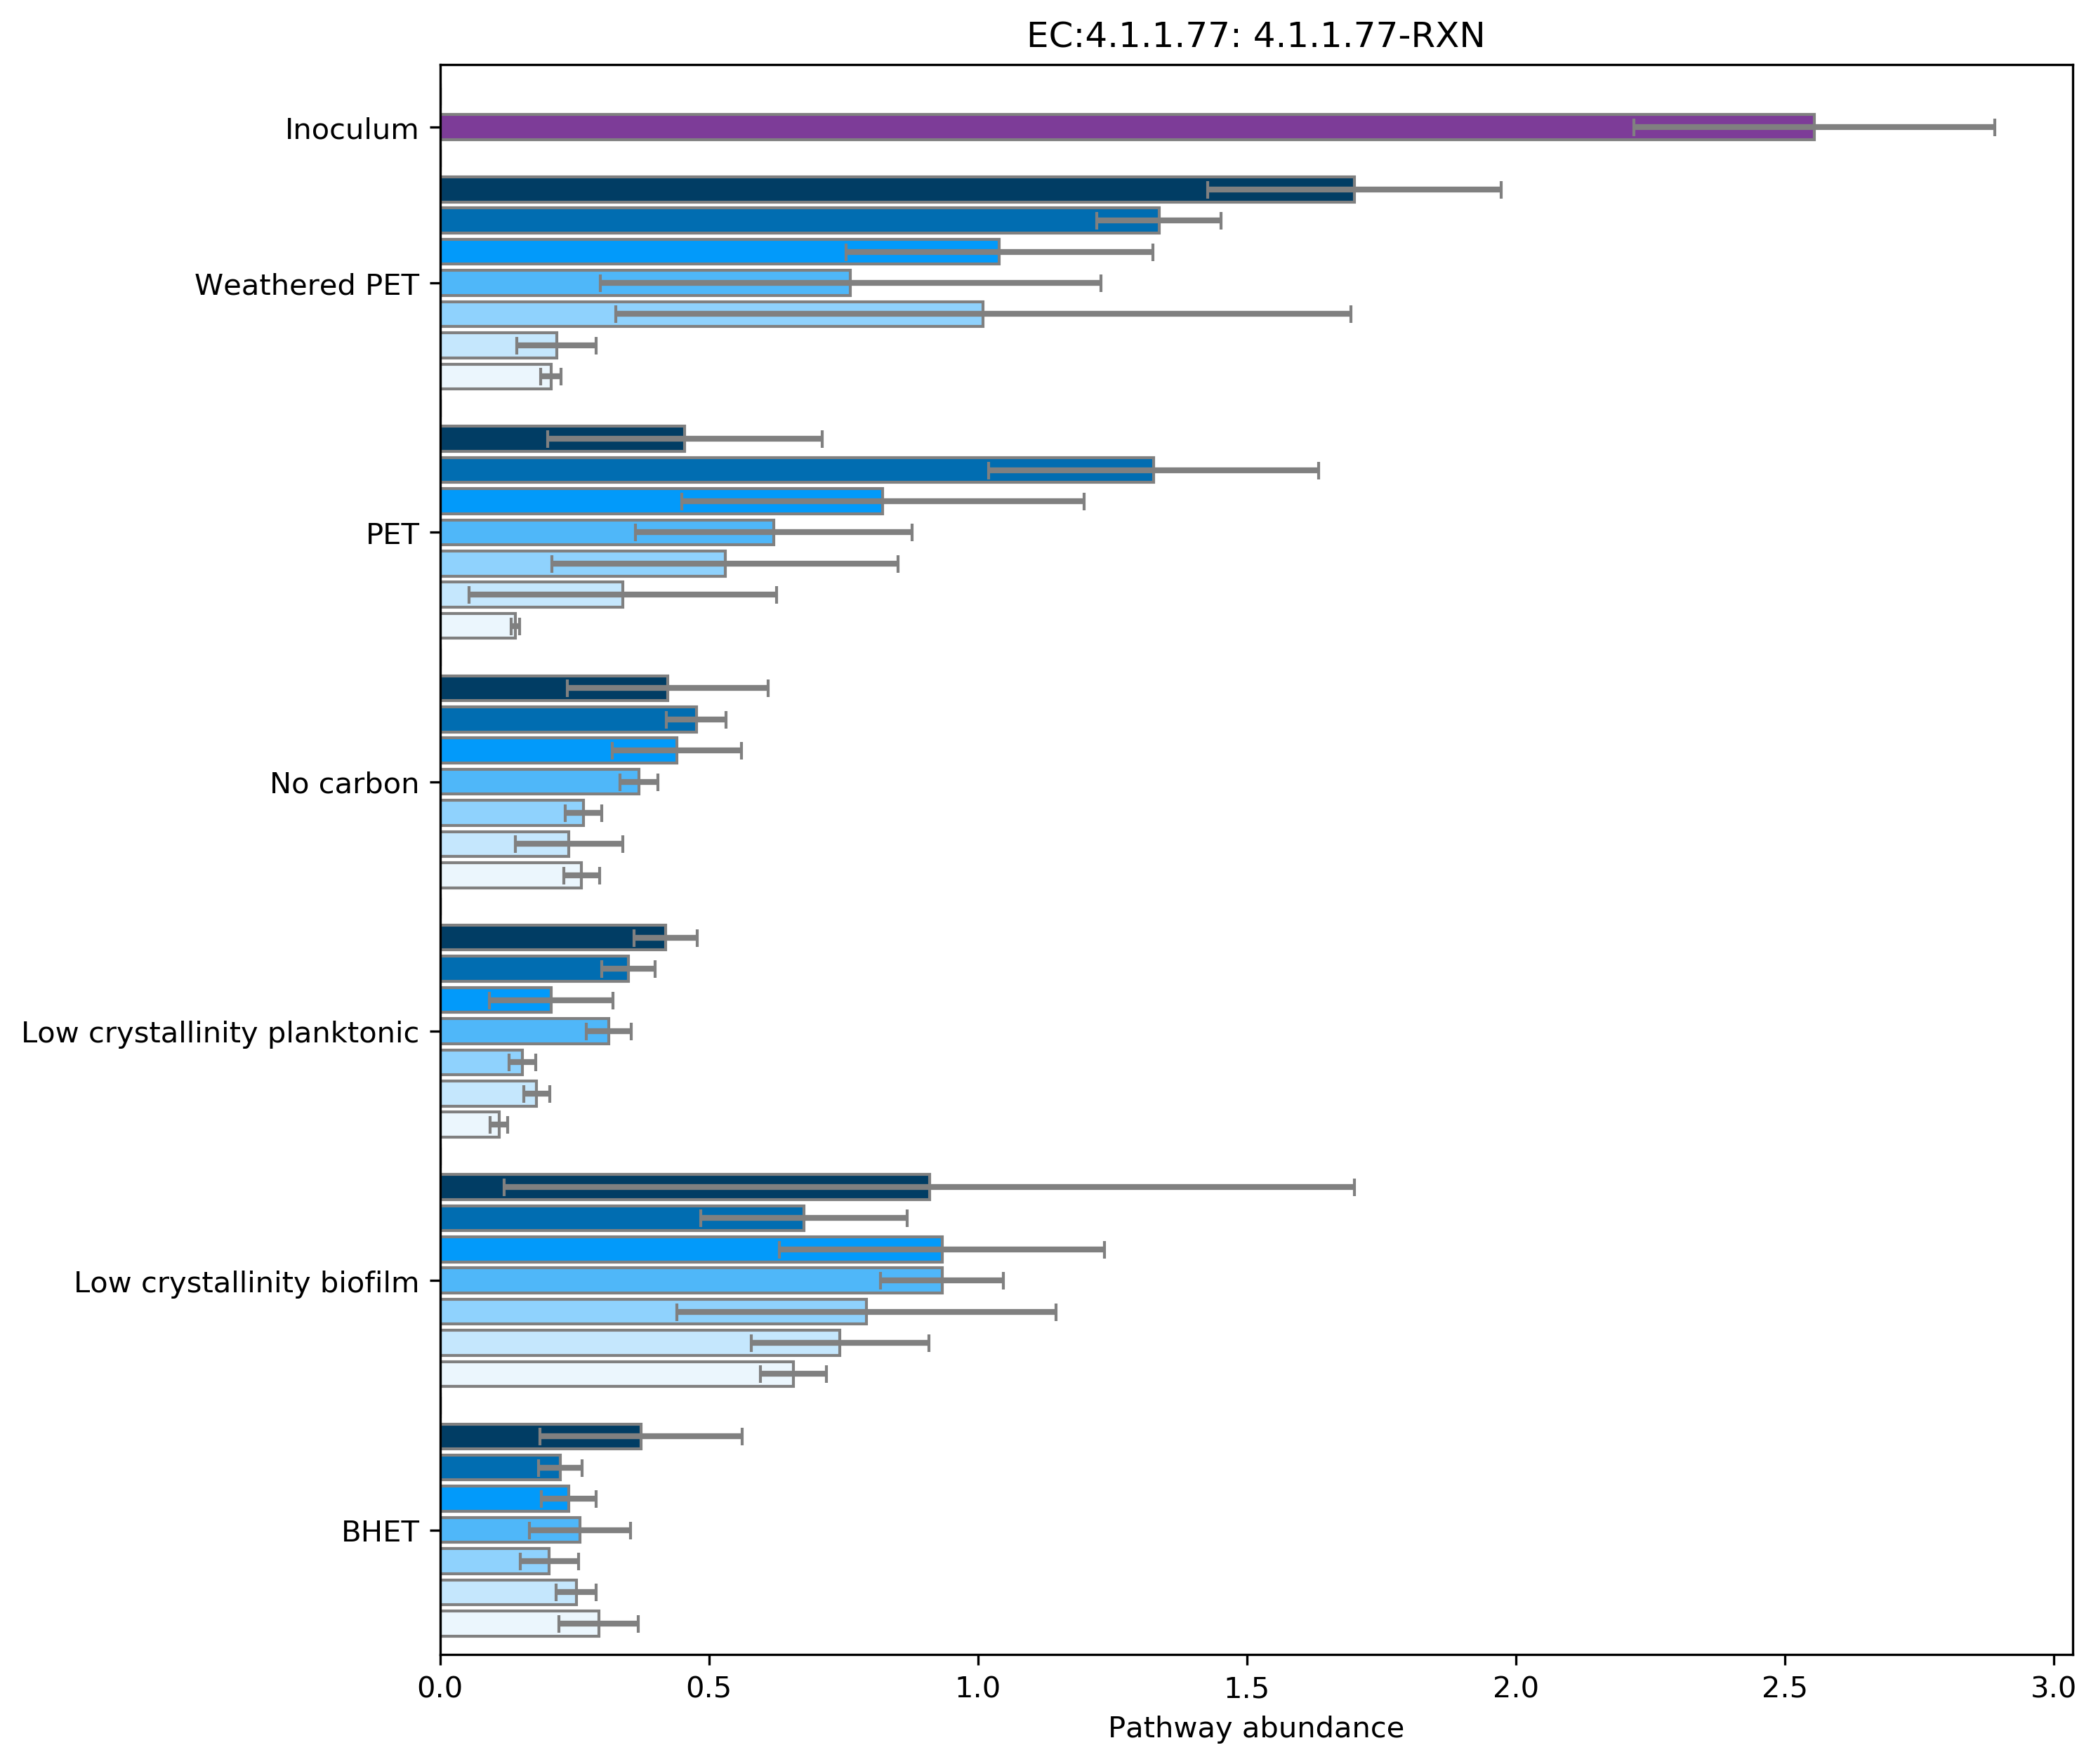 EC:4.1.1.77: 4.1.1.77-RXN
Inoculum
Weathered PET
PET
No carbon
Low crystallinity planktonic
Low crystallinity biofilm
BHET
0.0 0.5 1.0 1.5 2.0 2.5 3.0
Pathway abundance